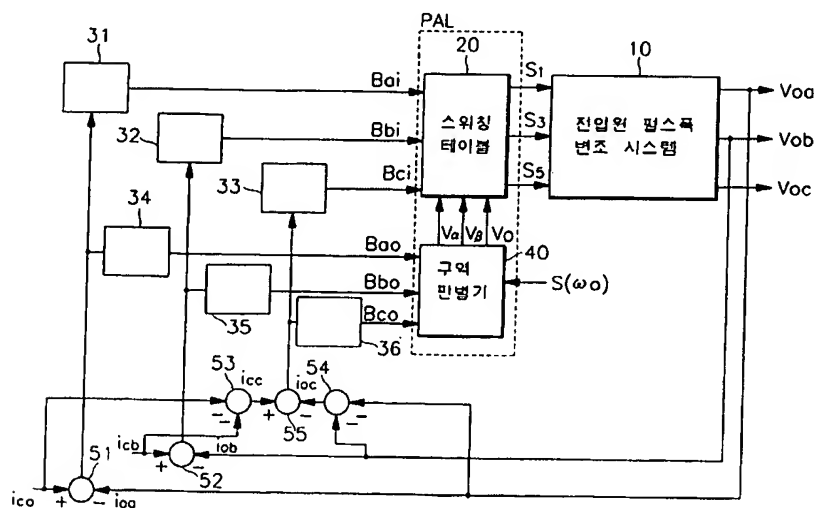 PAL
31
20
10
Bai
S1
Voa
32
Bbi
스위칭
테이블
S3
전압원 펄스폭
변조 시스템
Vob
33
Bci
S5
Voc
34
Vα
Vβ
VO
40
Bao
구역
판별기
S(ωo)
Bbo
35
Bco
36
53
icc
ioc
54
+
-
-
-
-
-
55
icb
+
-
iob
52
51
ica
+
-
ioa